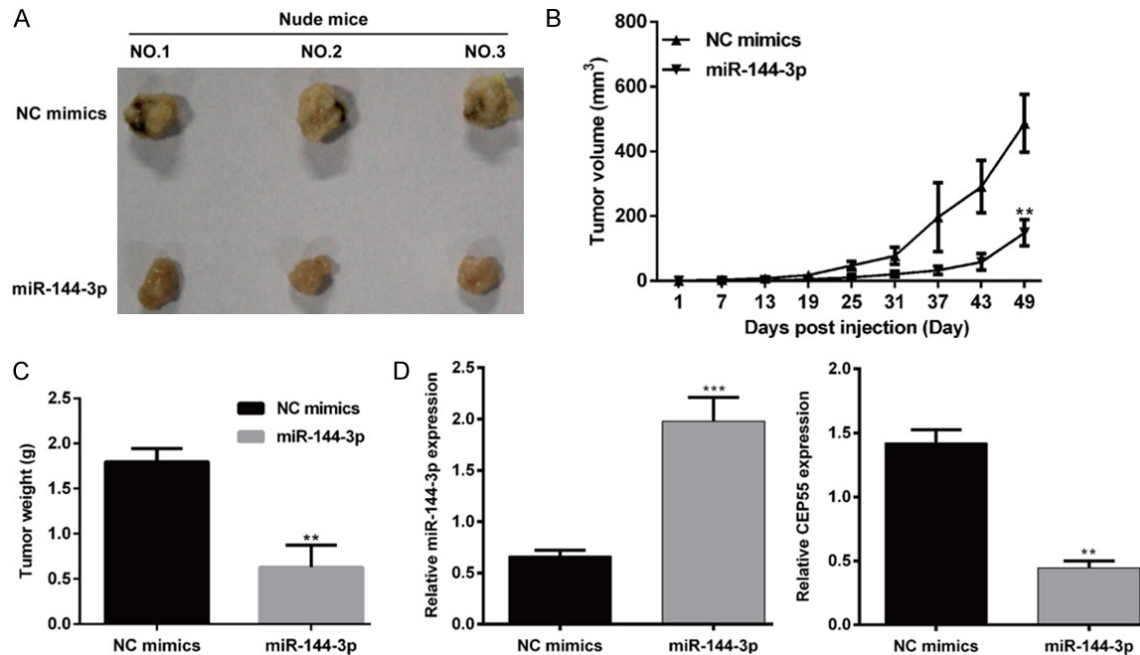 A
Nude mice
NO.1 NO.2 NO.3
NC mimics
miR-144-3p
B
Tumor volume (mm³)
800
600
400
200
0
NC mimics
miR-144-3p
**
1 7 13 19 25 31 37 43 49
Days post injection (Day)
C
Tumor weight (g)
2.5
2.0
1.5
1.0
0.5
0.0
NC mimics
miR-144-3p
**
NC mimics miR-144-3p
D
Relative miR-144-3p expression
2.5
2.0
1.5
1.0
0.5
0.0
***
NC mimics miR-144-3p
Relative CEP55 expression
2.0
1.5
1.0
0.5
0.0
**
NC mimics miR-144-3p